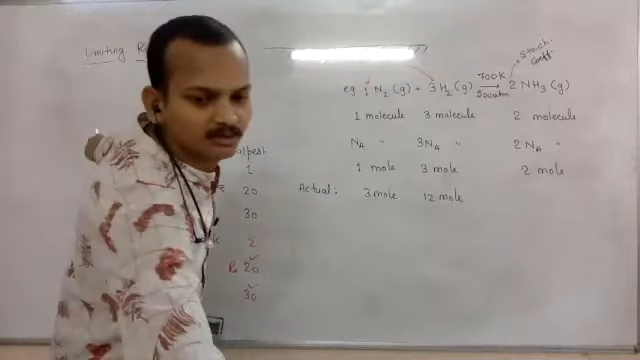 Limiting
eg 1 N2 (g) + 3 H2 (g) → 2 NH3 (g)
700K
200atm
Stoich.
Coeff.
1 molecule 3 molecule 2 molecule
NA " 3NA " 2 NA "
1 mole 3 mole 2 mole
Actual: 3 mole 12 mole
1
20
30
2
20
30